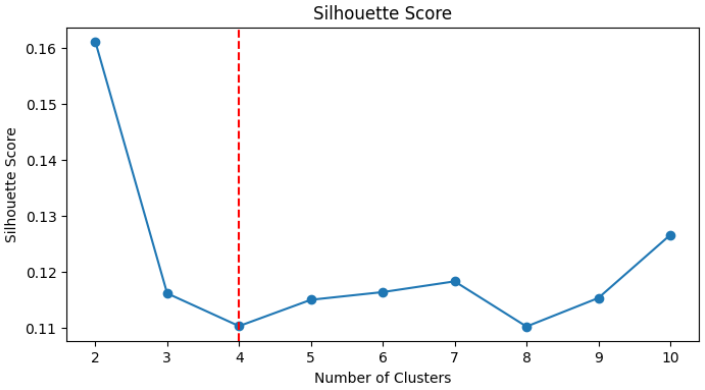 Silhouette Score
Silhouette Score
0.16
0.15
0.14
0.13
0.12
0.11
2 3 4 5 6 7 8 9 10
Number of Clusters